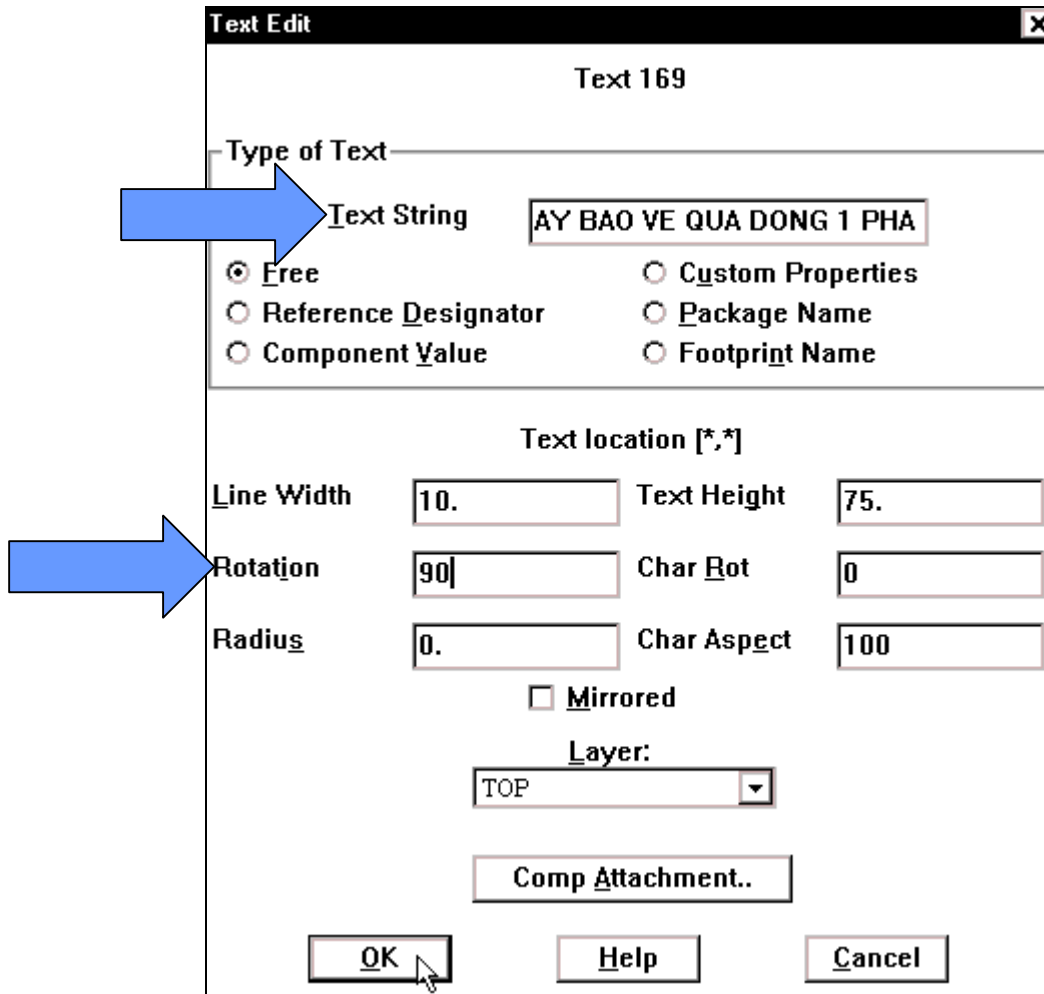 Text Edit
Text 169
Type of Text
Text String AY BAO VE QUA DONG 1 PHA
Free Custom Properties
Reference Designator Package Name
Component Value Footprint Name
Text location [*,*]
Line Width 10. Text Height 75.
Rotation 90 Char Rot 0
Radius 0. Char Aspect 100
Mirrored
Layer:
TOP
Comp Attachment..
OK Help Cancel